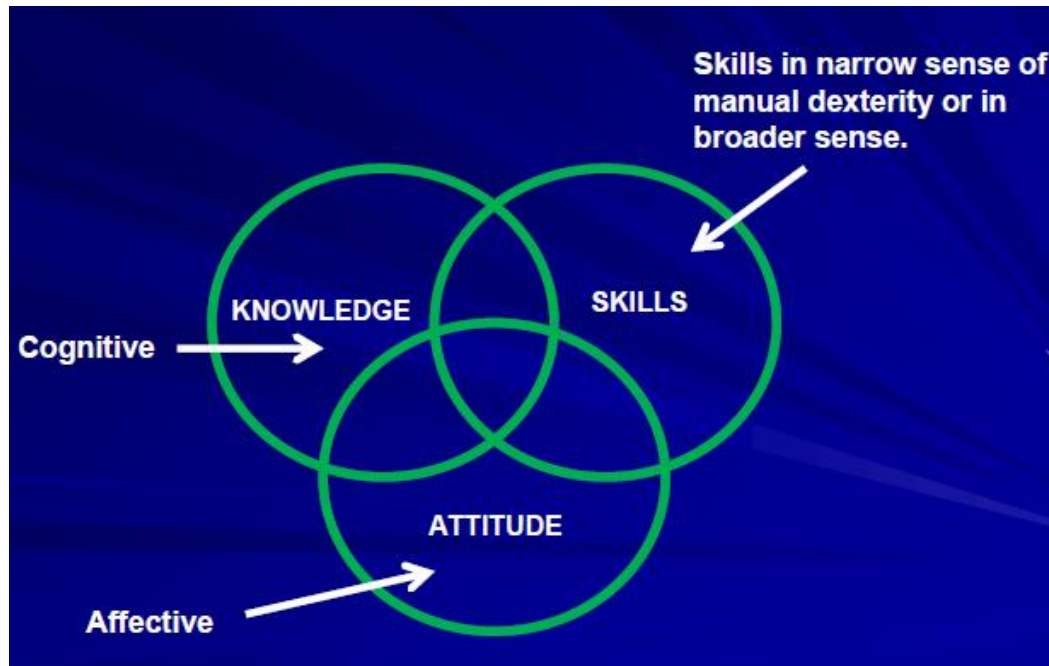 Skills in narrow sense of
manual dexterity or in
broader sense.
KNOWLEDGE
SKILLS
Cognitive
ATTITUDE
Affective